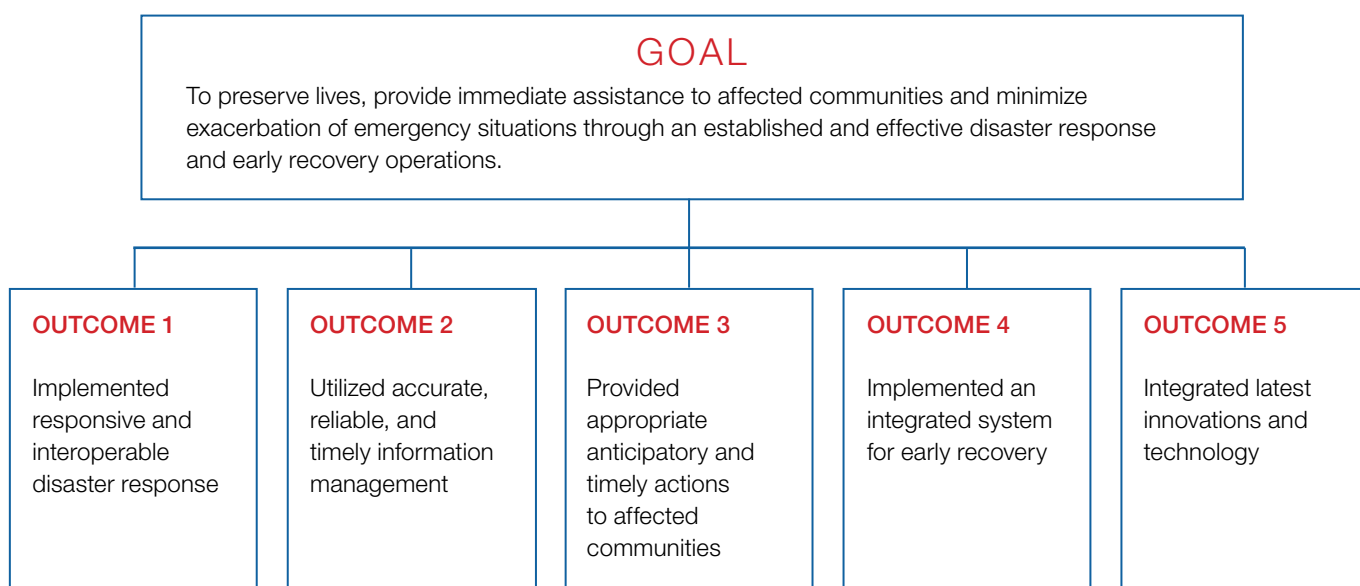 GOAL
To preserve lives, provide immediate assistance to affected communities and minimize
exacerbation of emergency situations through an established and effective disaster response
and early recovery operations.
OUTCOME 1
Implemented
responsive and
interoperable
disaster response
OUTCOME 2
Utilized accurate,
reliable, and
timely information
management
OUTCOME 3
Provided
appropriate
anticipatory and
timely actions
to affected
communities
OUTCOME 4
Implemented an
integrated system
for early recovery
OUTCOME 5
Integrated latest
innovations and
technology